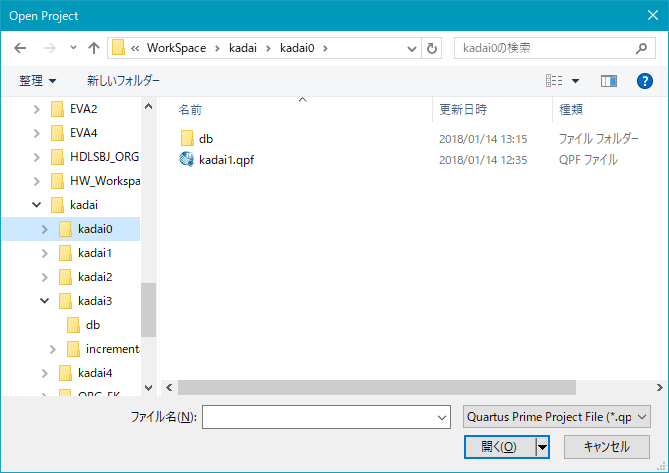 Open Project
« WorkSpace › kadai › kadai0 ›
kadai0の検索
整理 新しいフォルダー
名前 更新日時 種類
EVA2
EVA4
HDLSBJ_ORG
HW_Workspa
kadai
kadai0
kadai1
kadai2
kadai3
db
increment
kadai4
db 2018/01/14 13:15 ファイル フォルダー
kadai1.qpf 2018/01/14 12:35 QPF ファイル
ファイル名(N):
Quartus Prime Project File (*.qp
開く(O) キャンセル